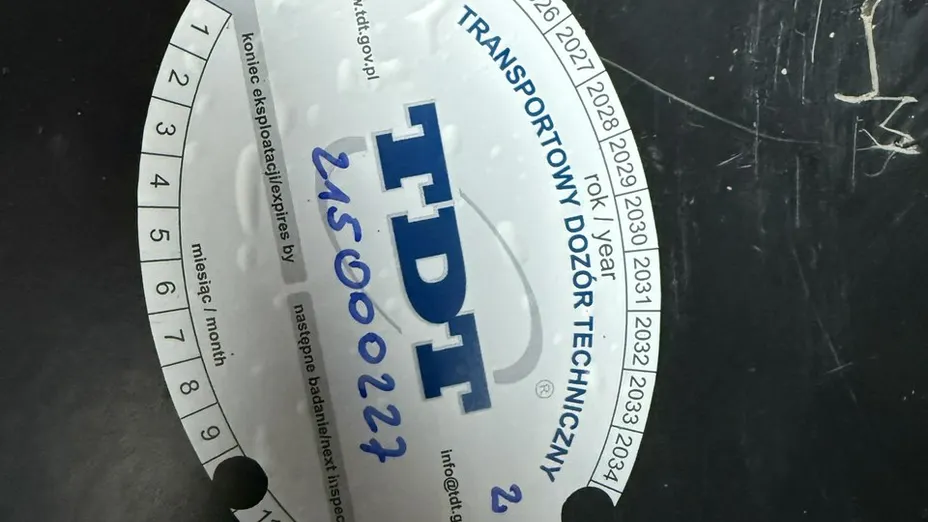 26 2027 2028 2029 2030 2031 2032 2033 2034
rok / year
TRANSPORTOWY DOZÓR TECHNICZNY
TDT ®
w.tdt.gov.pl
info@tdt.g
2
215000227
koniec eksploatacji/expires by
następne badanie/next inspec
miesiąc / month
1 2 3 4 5 6 7 8 9